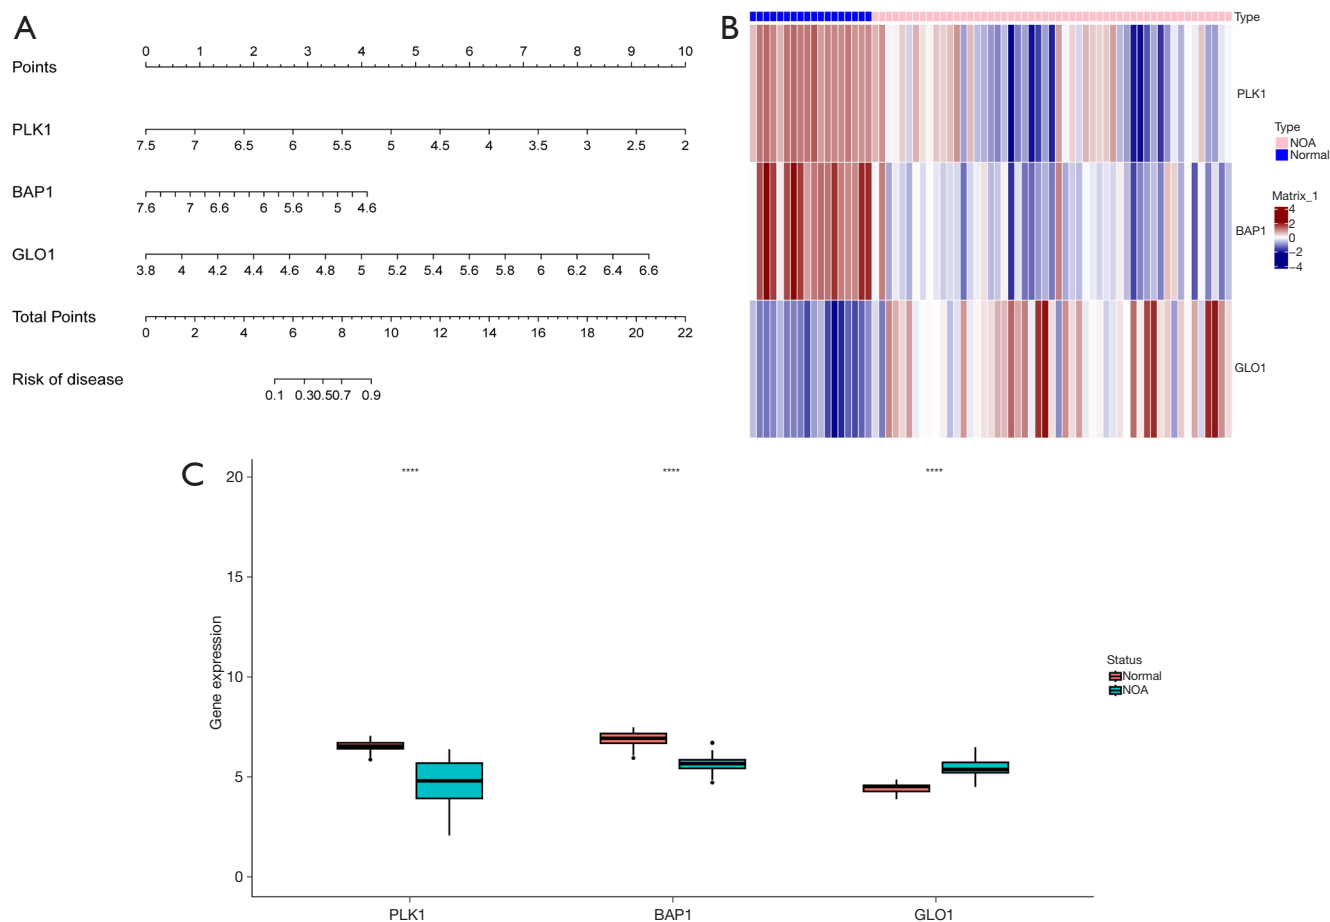 A
0 1 2 3 4 5 6 7 8 9 10
Points
PLK1
7.5 7 6.5 6 5.5 5 4.5 4 3.5 3 2.5 2
BAP1
7.6 7 6.6 6 5.6 5 4.6
GLO1
3.8 4 4.2 4.4 4.6 4.8 5 5.2 5.4 5.6 5.8 6 6.2 6.4 6.6
Total Points
0 2 4 6 8 10 12 14 16 18 20 22
Risk of disease
0.1 0.30.50.7 0.9
B
Type
PLK1
BAP1
GLO1
Type
NOA
Normal
Matrix_1
4
2
0
−2
−4
C
**** **** ****
20
15
10
5
0
Gene expression
PLK1 BAP1 GLO1
Status
Normal
NOA